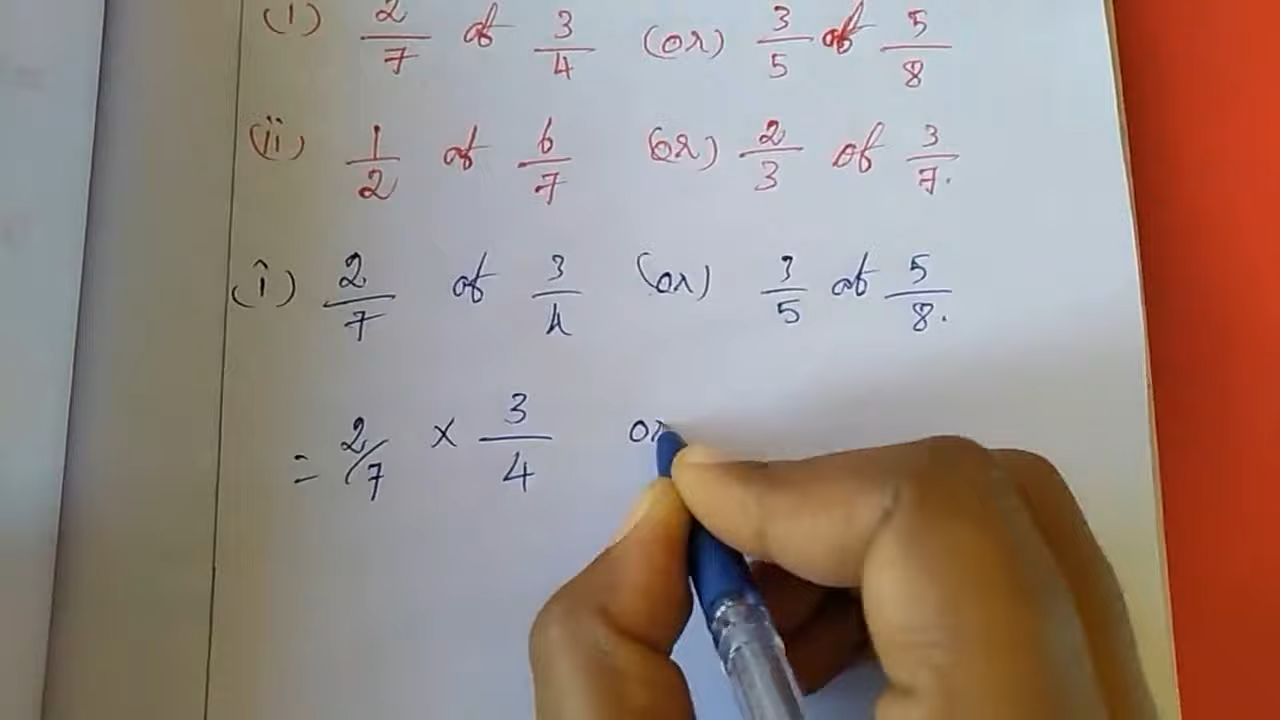 (i) 2/7 of 3/4 (or) 3/5 of 5/8
(ii) 1/2 of 6/7 (or) 2/3 of 3/7.
(i) 2/7 of 3/4 (or) 3/5 of 5/8.
= 2/7 × 3/4 or